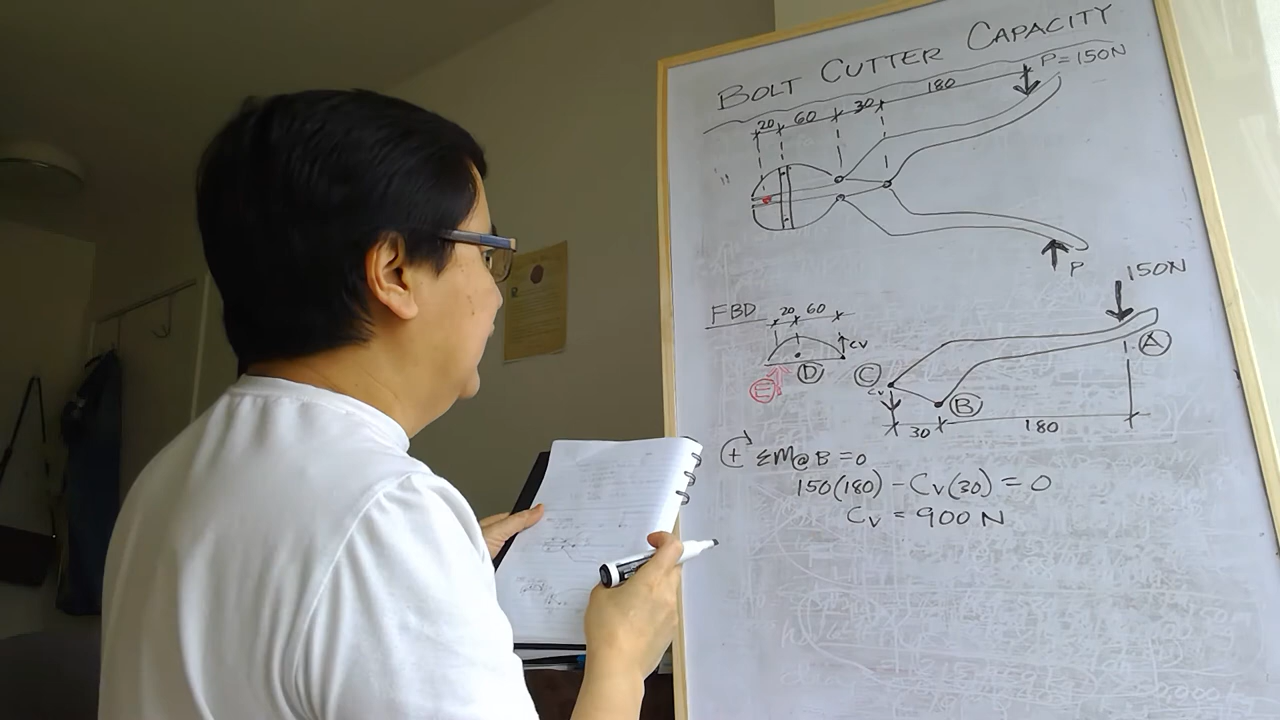 BOLT CUTTER CAPACITY
P=150N
20 60 30 180
P
150N
FBD
20 60
Cv
D
E
C
Cv
A
B
30 180
+ ΣM@B =0
150(180) - Cv(30) = 0
Cv = 900 N